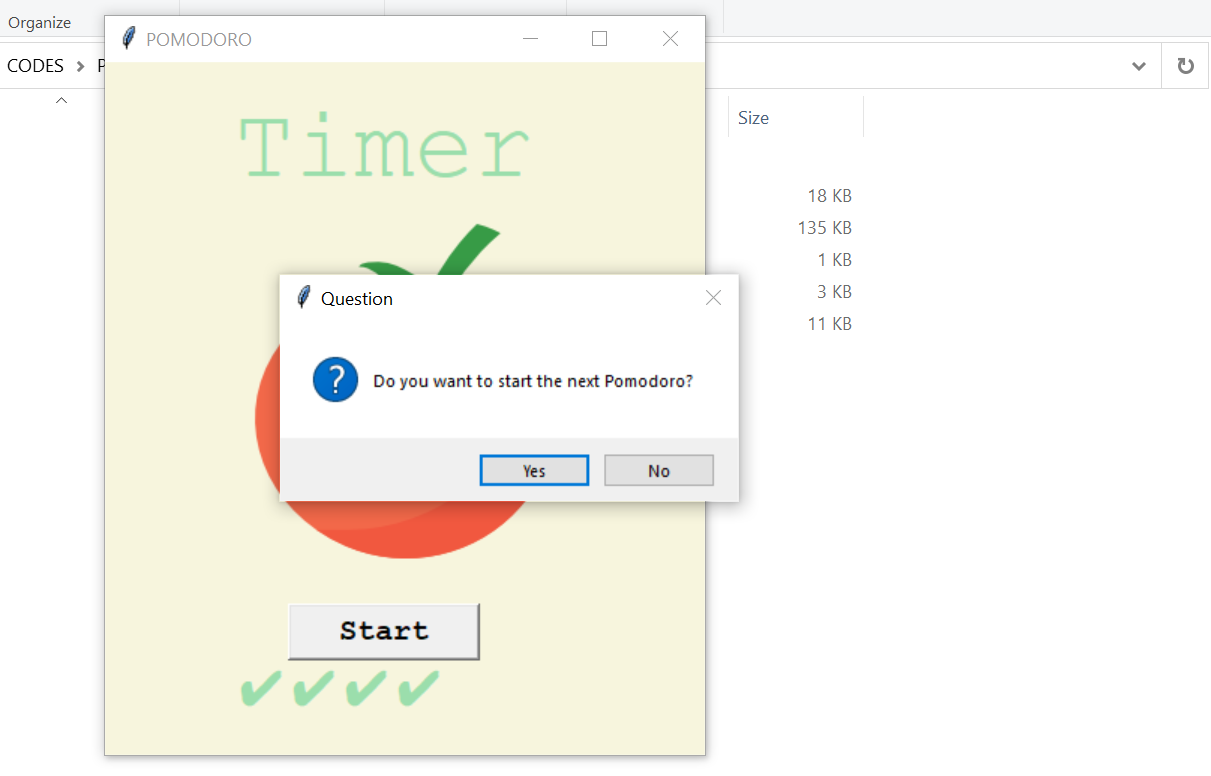 Organize
POMODORO
CODES
P
Timer
Size
18 KB
135 KB
1 KB
3 KB
11 KB
Question
?
Do you want to start the next Pomodoro?
Yes
No
Start
✔✔✔✔